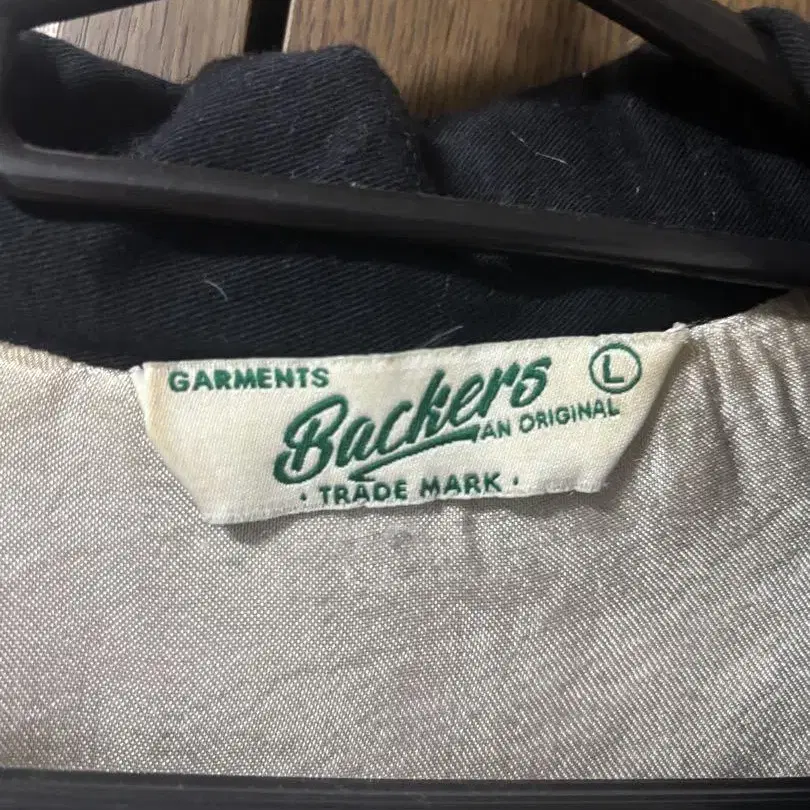 GARMENTS
Backers
Ⓛ
AN ORIGINAL
· TRADE MARK ·